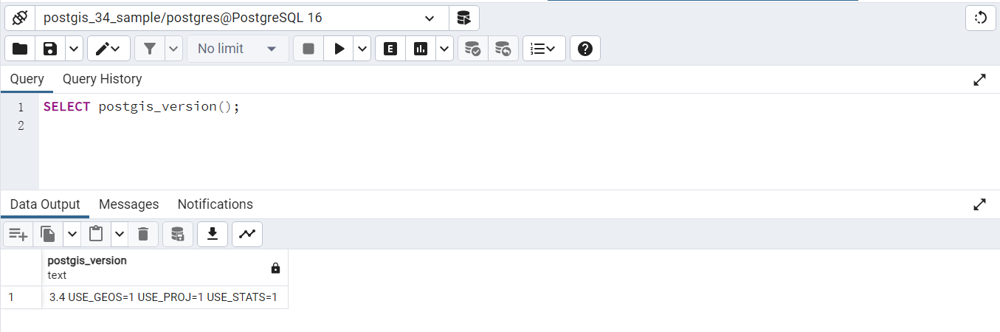 postgis_34_sample/postgres@PostgreSQL 16
No limit
E
Query Query History
1 SELECT postgis_version();
2
Data Output Messages Notifications
postgis_version
text
1 3.4 USE_GEOS=1 USE_PROJ=1 USE_STATS=1